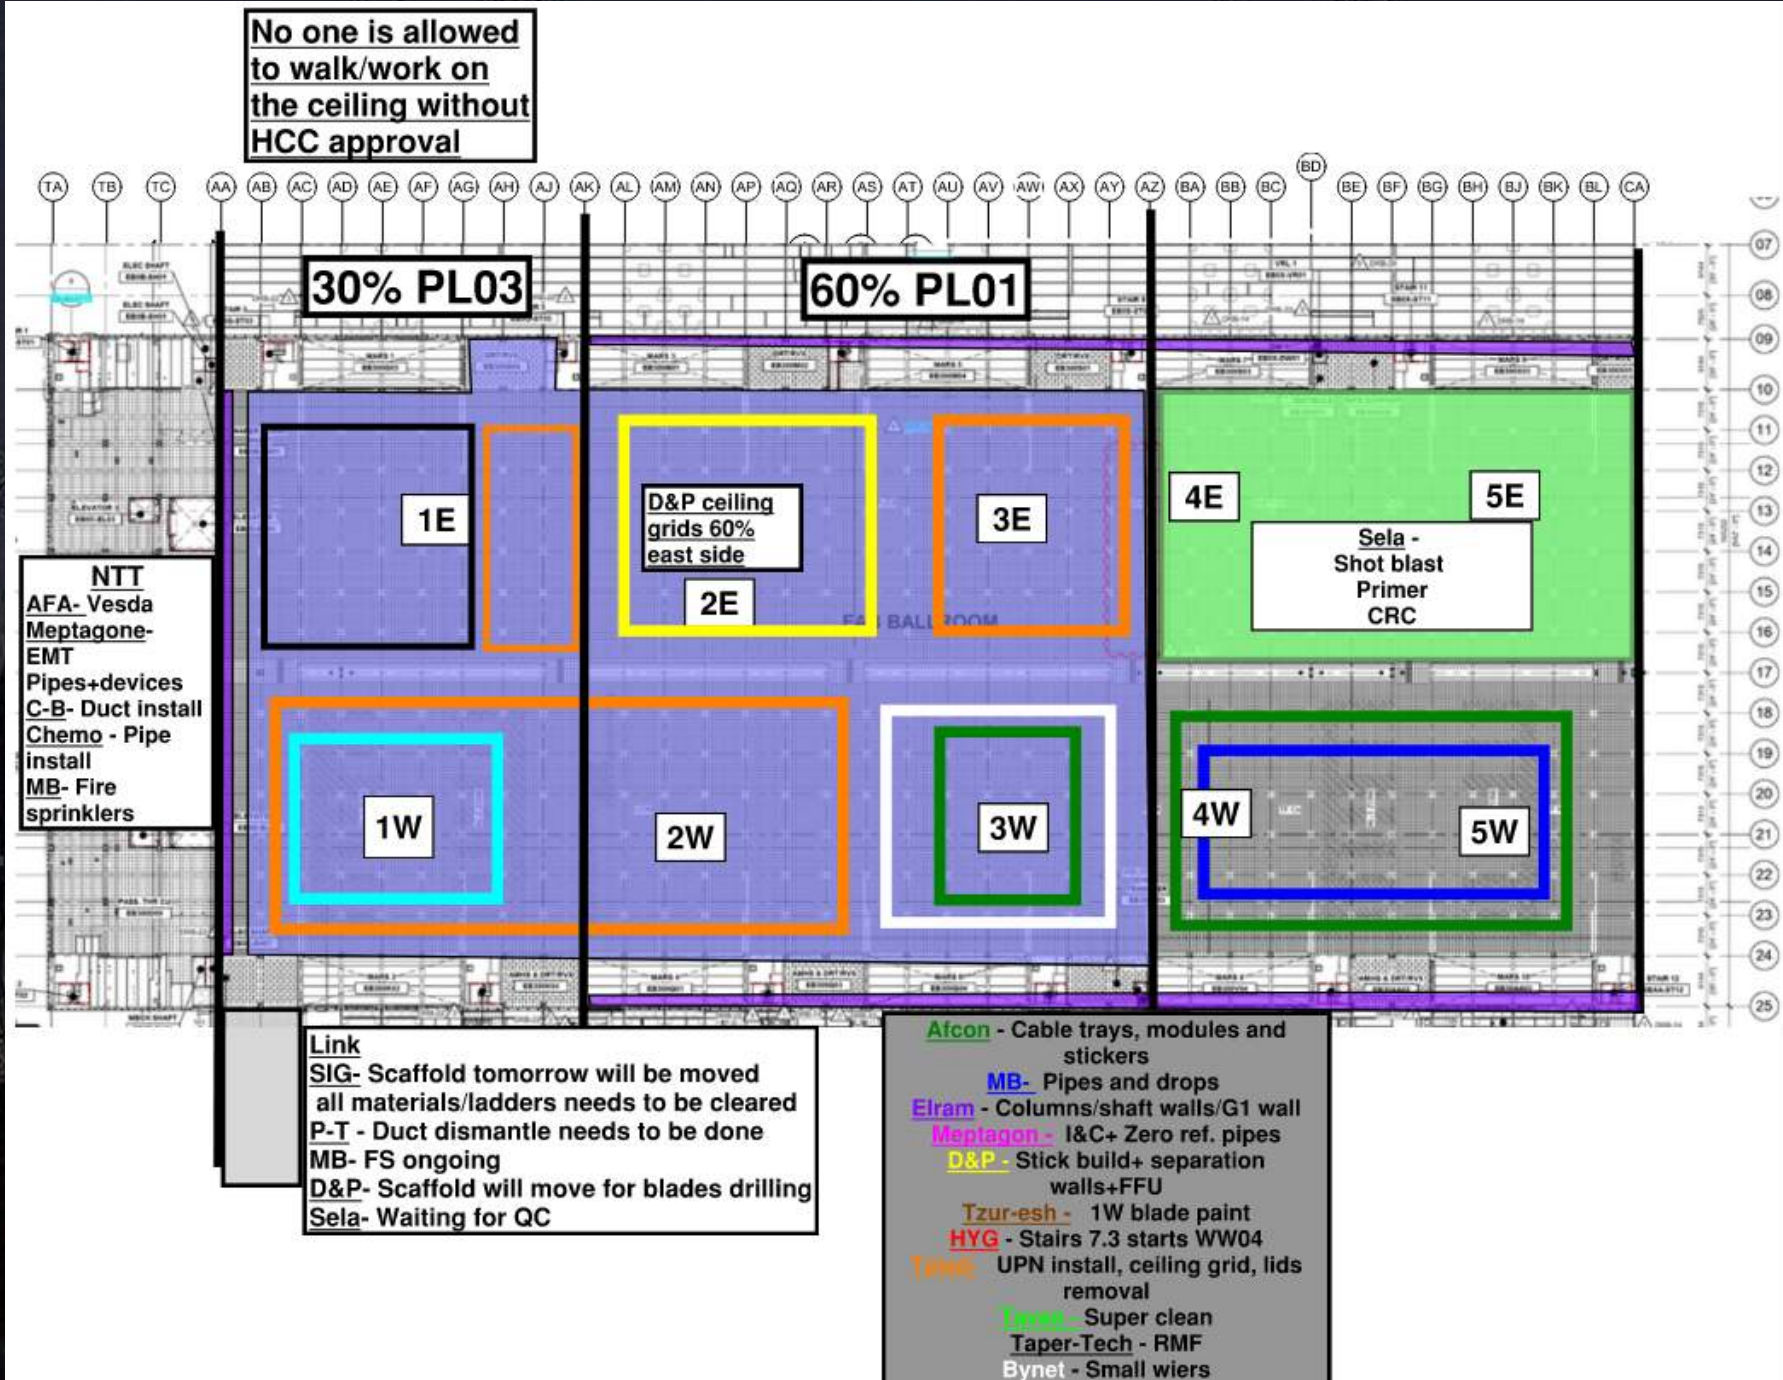 No one is allowed
to walk/work on
the ceiling without
HCC approval
TA TB TC AA AB AC AD AE AF AG AH AJ AK AL AM AN AP AQ AR AS AT AU AV AW AX AY AZ BA BB BC BD BE BF BG BH BJ BK BL CA
07
08
09
10
11
12
13
14
15
16
17
18
19
20
21
22
23
24
25
30% PL03
60% PL01
ELEC SHAFT
ELEC SHAFT
1E
D&P ceiling
grids 60%
east side
2E
3E
4E
5E
Sela -
Shot blast
Primer
CRC
FAB BALLROOM
NTT
AFA- Vesda
Meptagone-
EMT
Pipes+devices
C-B- Duct install
Chemo - Pipe
install
MB- Fire
sprinklers
1W
2W
3W
4W
5W
Link
SIG- Scaffold tomorrow will be moved
all materials/ladders needs to be cleared
P-T - Duct dismantle needs to be done
MB- FS ongoing
D&P- Scaffold will move for blades drilling
Sela- Waiting for QC
Afcon - Cable trays, modules and
stickers
MB- Pipes and drops
Elram - Columns/shaft walls/G1 wall
Meptagon - I&C+ Zero ref. pipes
D&P - Stick build+ separation
walls+FFU
Tzur-esh - 1W blade paint
HYG - Stairs 7.3 starts WW04
UPN install, ceiling grid, lids
removal
Super clean
Taper-Tech - RMF
Bynet - Small wiers